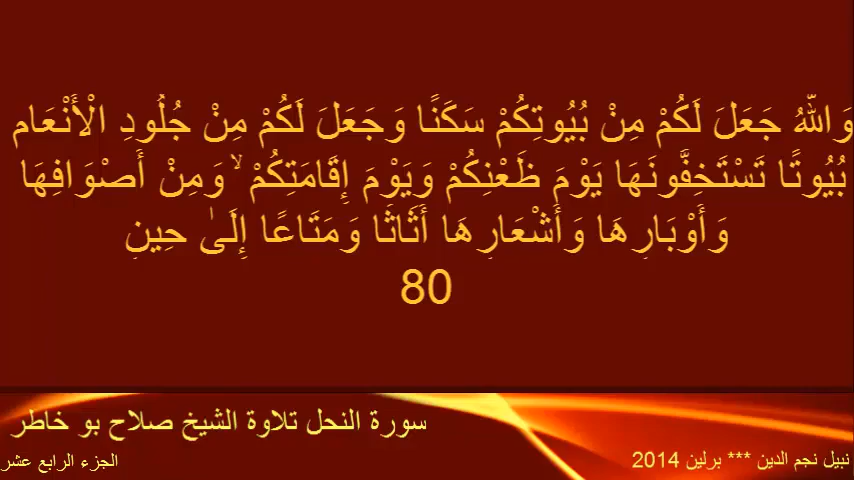 وَاللَّهُ جَعَلَ لَكُمْ مِنْ بُيُوتِكُمْ سَكَنًا وَجَعَلَ لَكُمْ مِنْ جُلُودِ الْأَنْعَامِ
بُيُوتًا تَسْتَخِفُّونَهَا يَوْمَ ظَعْنِكُمْ وَيَوْمَ إِقَامَتِكُمْ ۙ وَمِنْ أَصْوَافِهَا
وَأَوْبَارِهَا وَأَشْعَارِهَا أَثَاثًا وَمَتَاعًا إِلَىٰ حِينٍ
80
سورة النحل تلاوة الشيخ صلاح بو خاطر
الجزء الرابع عشر
نبيل نجم الدين *** برلين 2014